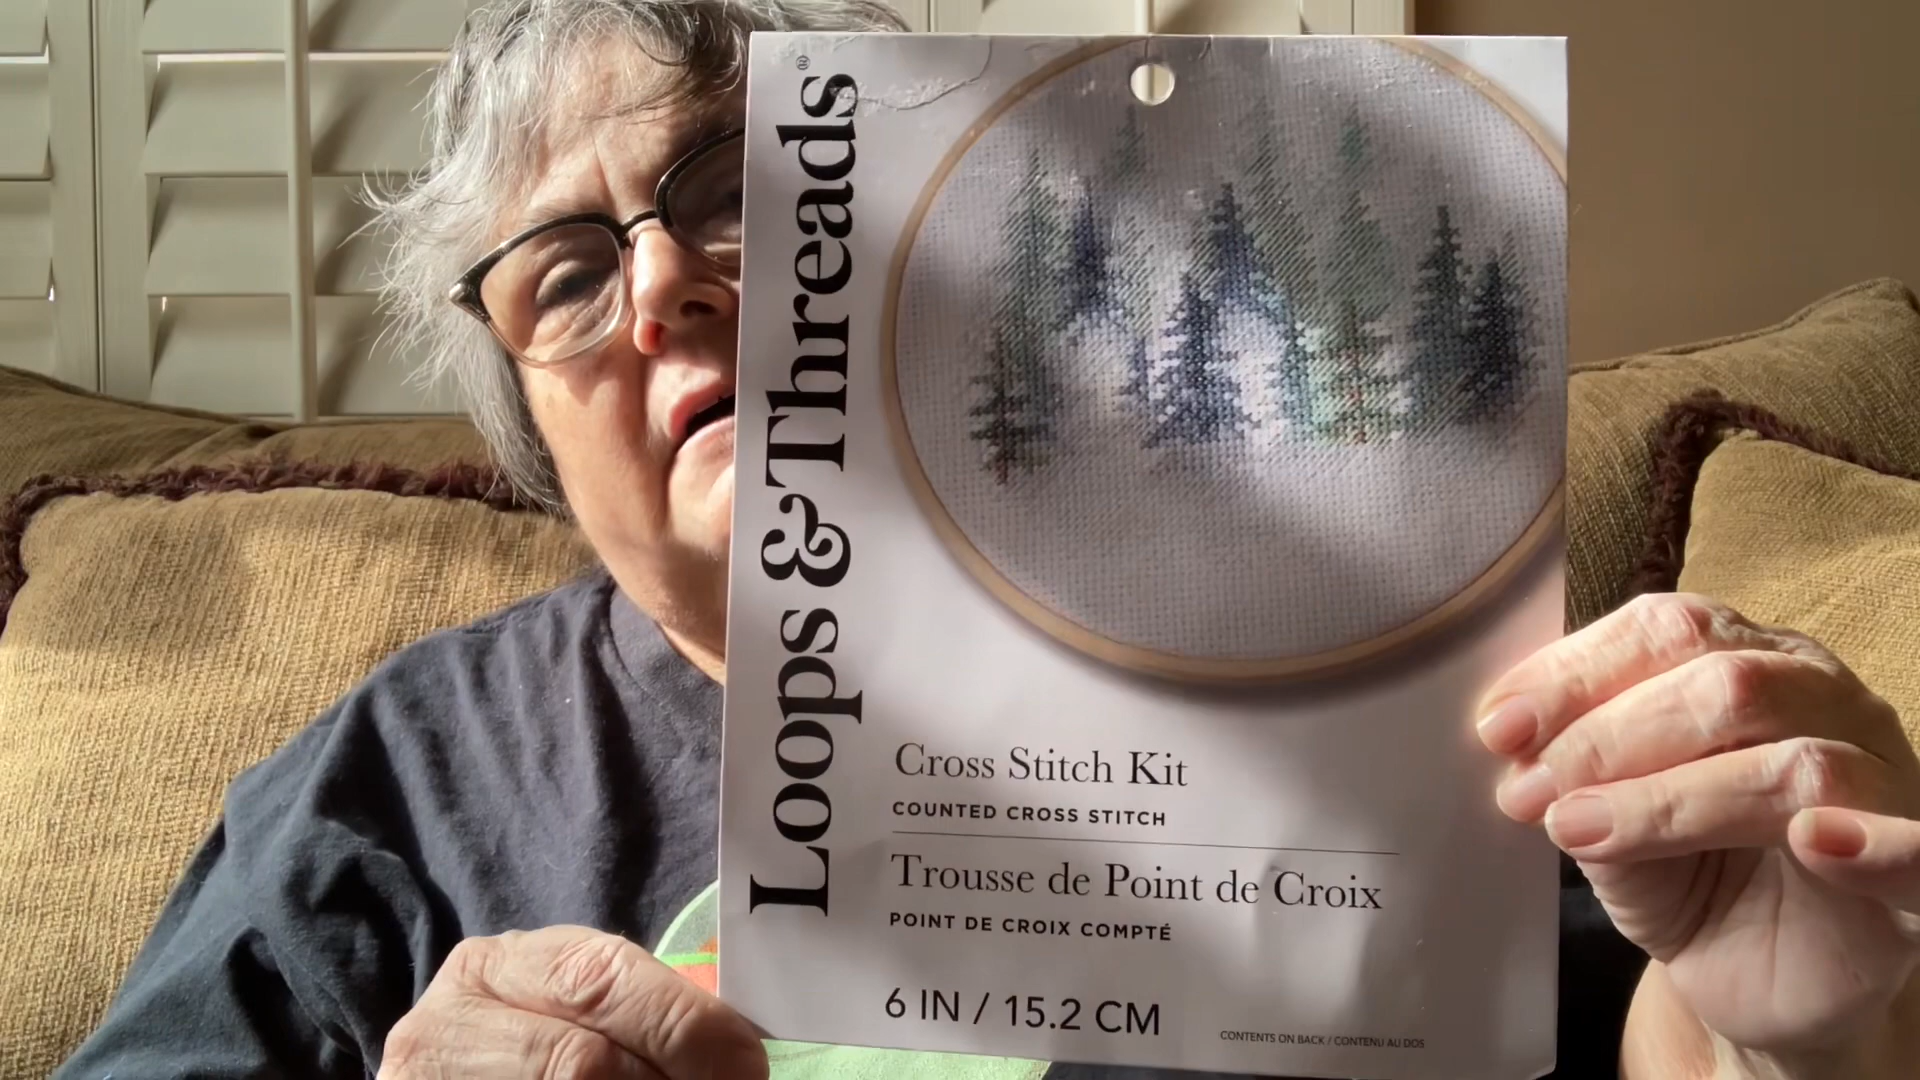 Loops & Threads®
Cross Stitch Kit
COUNTED CROSS STITCH
Trousse de Point de Croix
POINT DE CROIX COMPTÉ
6 IN / 15.2 CM
CONTENTS ON BACK / CONTENU AU DOS